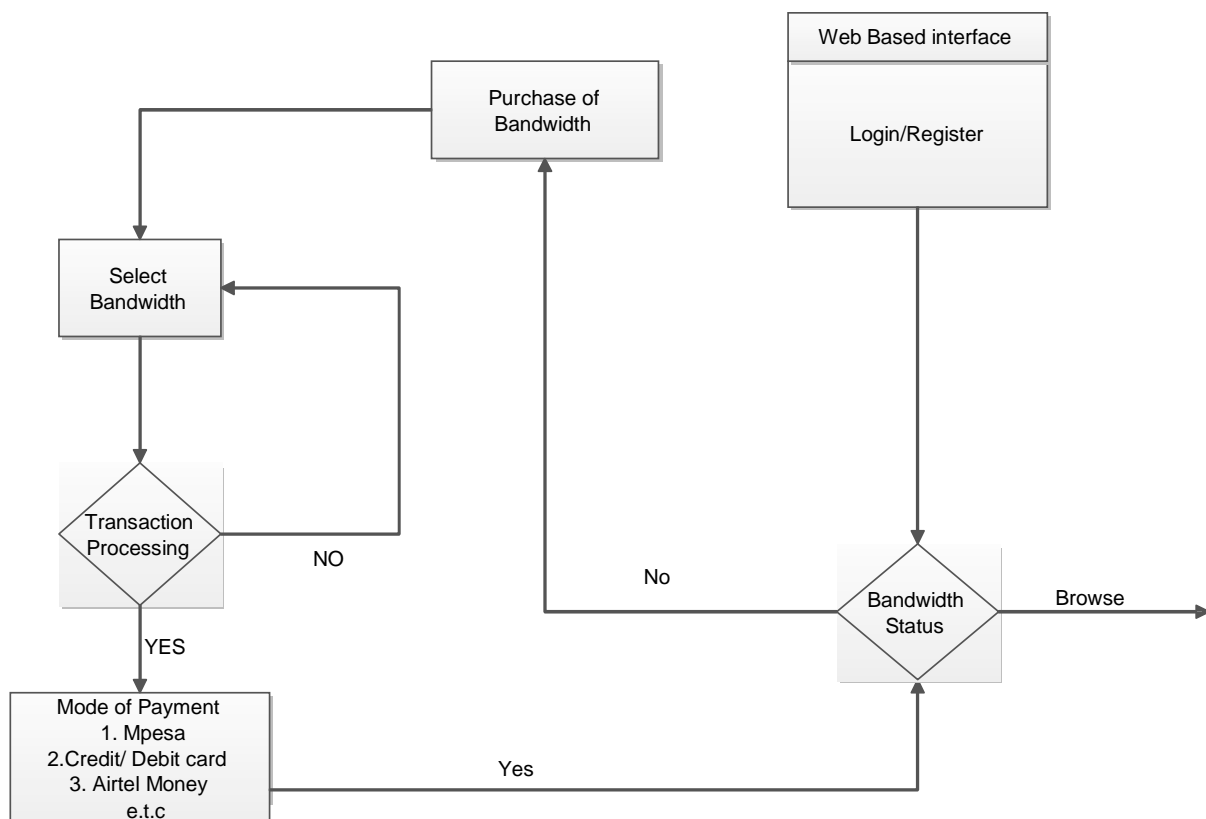 Web Based interface
Login/Register
Purchase of
Bandwidth
Select
Bandwidth
Transaction
Processing
NO
YES
No
Bandwidth
Status
Browse
Mode of Payment
1. Mpesa
2.Credit/ Debit card
3. Airtel Money
e.t.c
Yes